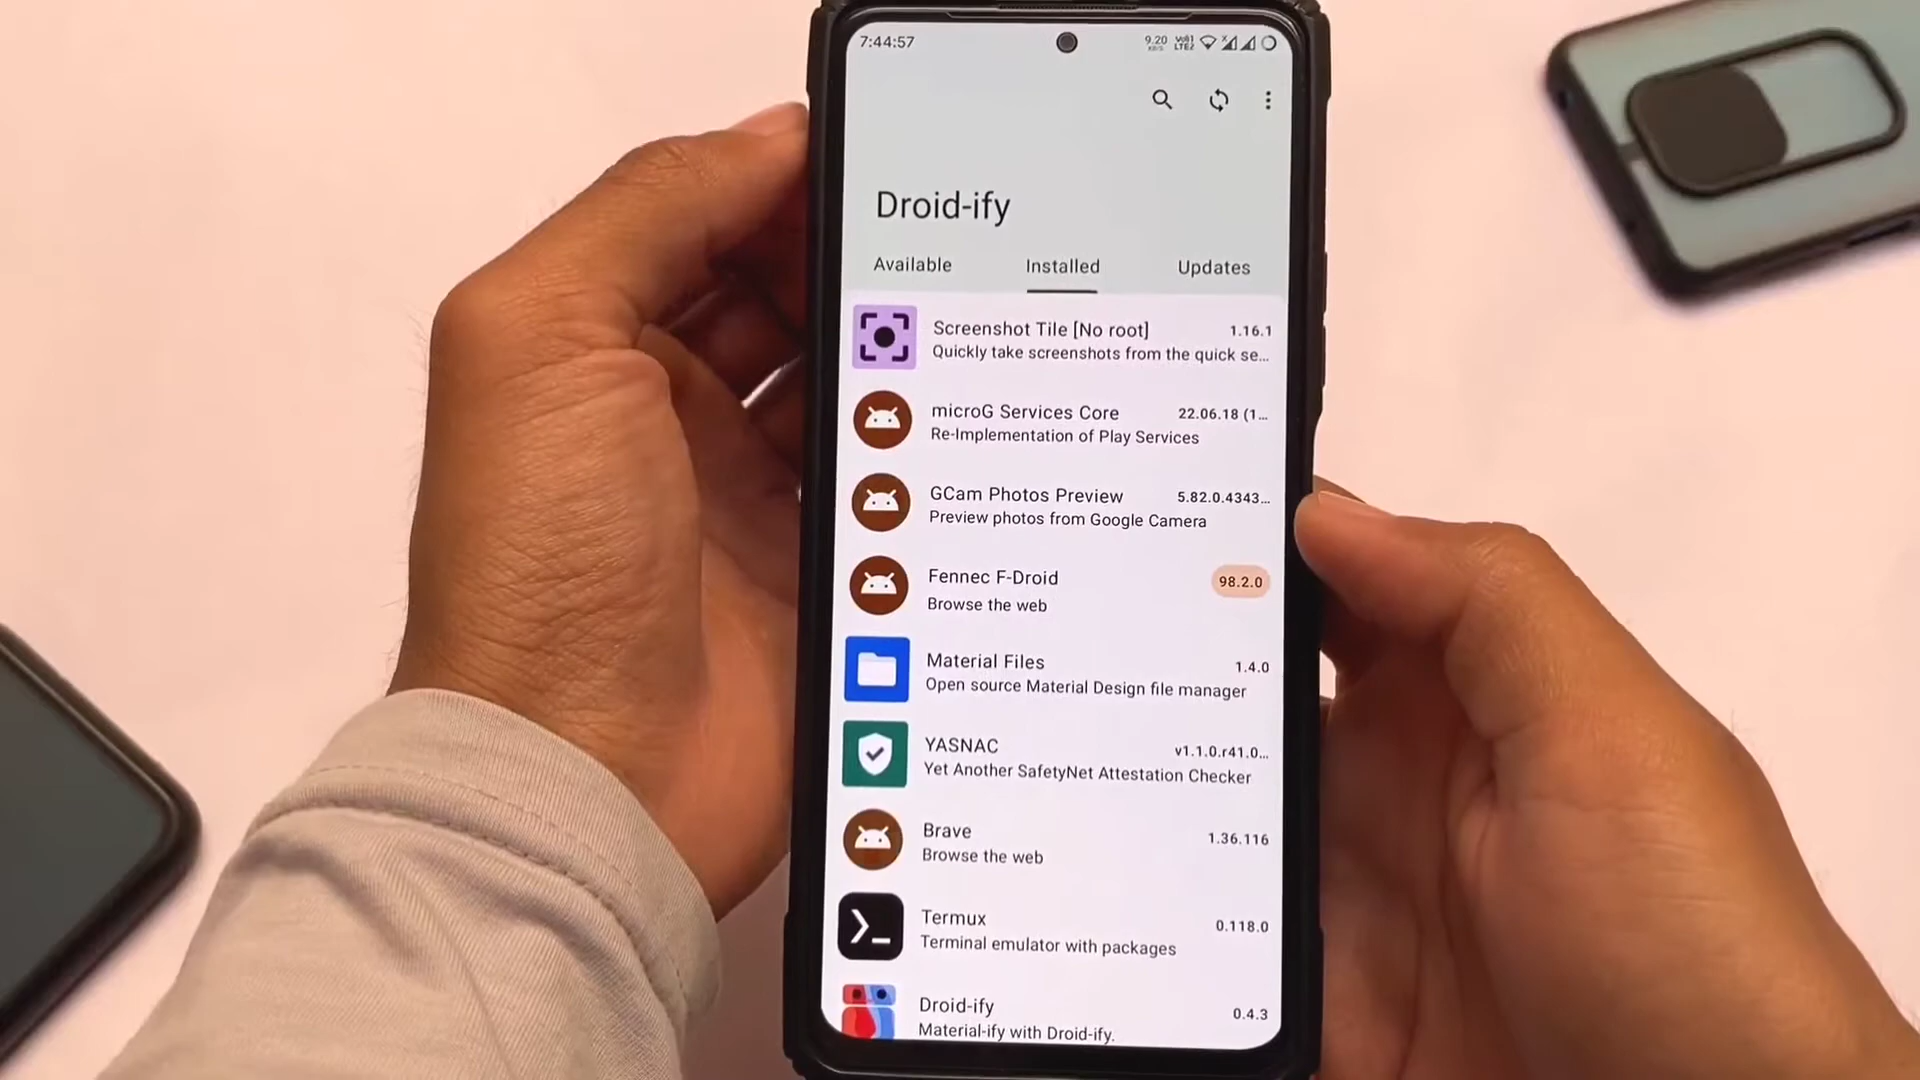 7:44:57
9.20
KB/S
Vo)
LTE2
Droid-ify
Available
Installed
Updates
Screenshot Tile [No root]
1.16.1
Quickly take screenshots from the quick se...
microG Services Core
22.06.18 (1...
Re-Implementation of Play Services
GCam Photos Preview
5.82.0.4343...
Preview photos from Google Camera
Fennec F-Droid
98.2.0
Browse the web
Material Files
1.4.0
Open source Material Design file manager
YASNAC
v1.1.0.r41.0...
Yet Another SafetyNet Attestation Checker
Brave
1.36.116
Browse the web
Termux
0.118.0
Terminal emulator with packages
Droid-ify
0.4.3
Material-ify with Droid-ify.